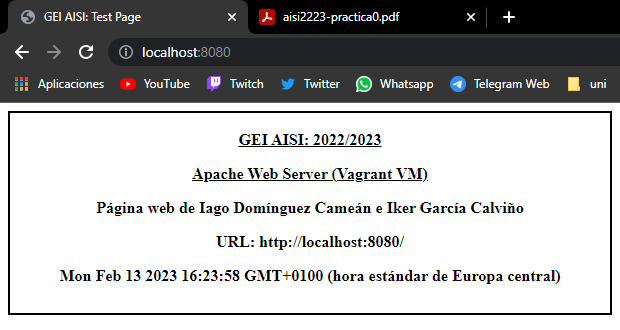 GEI AISI: Test Page
aisi2223-practica0.pdf
localhost:8080
Aplicaciones YouTube Twitch Twitter Whatsapp Telegram Web uni
GEI AISI: 2022/2023
Apache Web Server (Vagrant VM)
Página web de Iago Domínguez Cameán e Iker García Calviño
URL: http://localhost:8080/
Mon Feb 13 2023 16:23:58 GMT+0100 (hora estándar de Europa central)